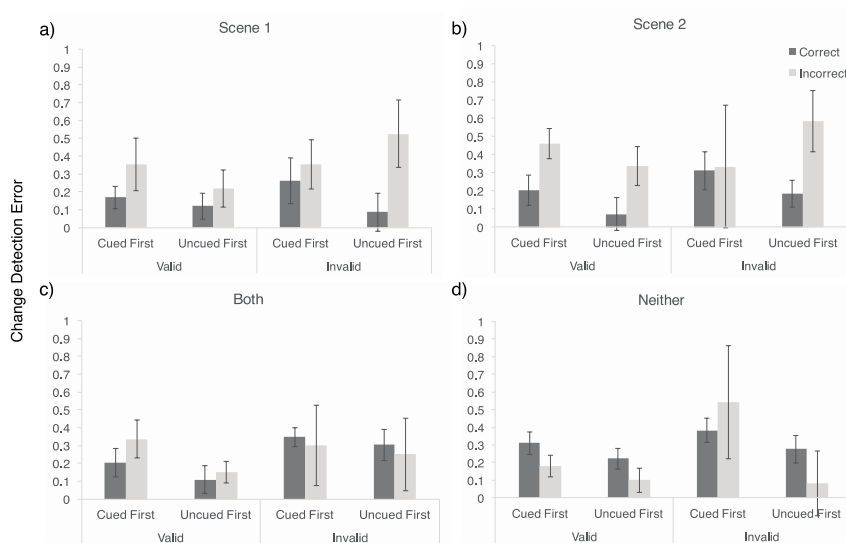 Change Detection Error
a)
Scene 1
1
0.9
0.8
0.7
0.6
0.5
0.4
0.3
0.2
0.1
0
Cued First Uncued First Cued First Uncued First
Valid Invalid
b)
Scene 2
Correct
Incorrect
1
0.9
0.8
0.7
0.6
0.5
0.4
0.3
0.2
0.1
0
Cued First Uncued First Cued First Uncued First
Valid Invalid
c)
Both
1
0.9
0.8
0.7
0.6
0.5
0.4
0.3
0.2
0.1
0
Cued First Uncued First Cued First Uncued First
Valid Invalid
d)
Neither
1
0.9
0.8
0.7
0.6
0.5
0.4
0.3
0.2
0.1
0
Cued First Uncued First Cued First Uncued First
Valid Invalid